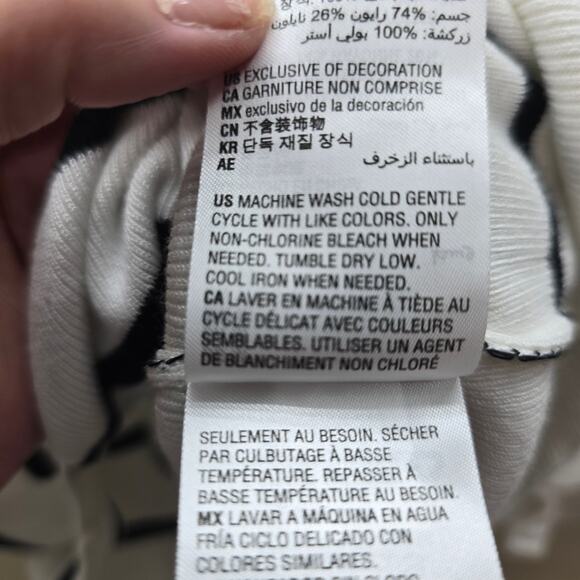 جسم: %74 رايون %26 نايلون
زركشة: %100 بولي أستر
US EXCLUSIVE OF DECORATION
CA GARNITURE NON COMPRISE
MX exclusivo de la decoración
CN 不含装饰物
KR 단독 재질 장식
AE باستثناء الزخرف
US MACHINE WASH COLD GENTLE
CYCLE WITH LIKE COLORS. ONLY
NON-CHLORINE BLEACH WHEN
NEEDED. TUMBLE DRY LOW.
COOL IRON WHEN NEEDED.
CA LAVER EN MACHINE À TIÈDE AU
CYCLE DÉLICAT AVEC COULEURS
SEMBLABLES. UTILISER UN AGENT
DE BLANCHIMENT NON CHLORÉ
SEULEMENT AU BESOIN. SÉCHER
PAR CULBUTAGE À BASSE
TEMPÉRATURE. REPASSER À
BASSE TEMPÉRATURE AU BESOIN.
MX LAVAR A MÁQUINA EN AGUA
FRÍA CICLO DELICADO CON
COLORES SIMILARES.